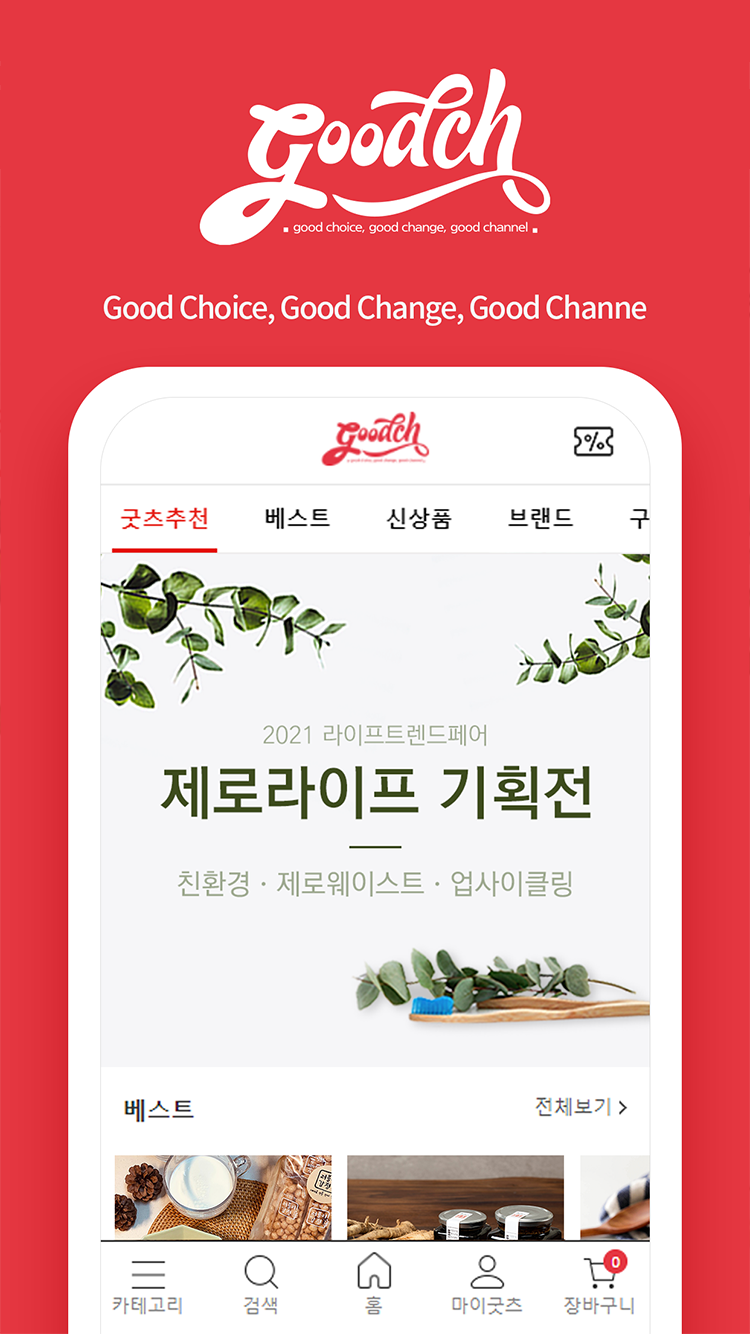 Goodch
good choice, good change, good channel
Good Choice, Good Change, Good Channe
Goodch
%
굿츠추천 베스트 신상품 브랜드 구
2021 라이프트렌드페어
제로라이프 기획전
친환경 · 제로웨이스트 · 업사이클링
베스트 전체보기 >
0
카테고리 검색 홈 마이굿츠 장바구니